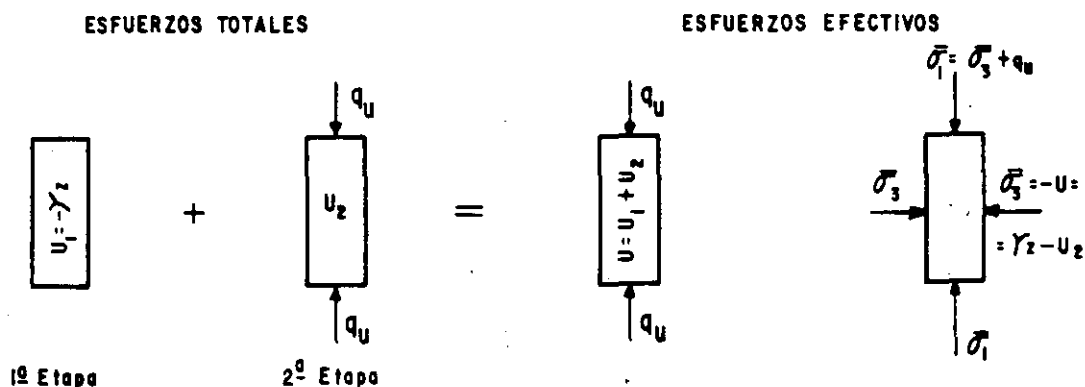 ESFUERZOS TOTALES
ESFUERZOS EFECTIVOS
σ̄₁ = σ̄₃ + qᵤ
qᵤ
qᵤ
U₁ = -γz
+
U₂
=
U = U₁ + U₂
σ̄₃
σ̄₃ = -U =
= γz - U₂
qᵤ
qᵤ
σ̄₁
1ª Etapa
2ª Etapa